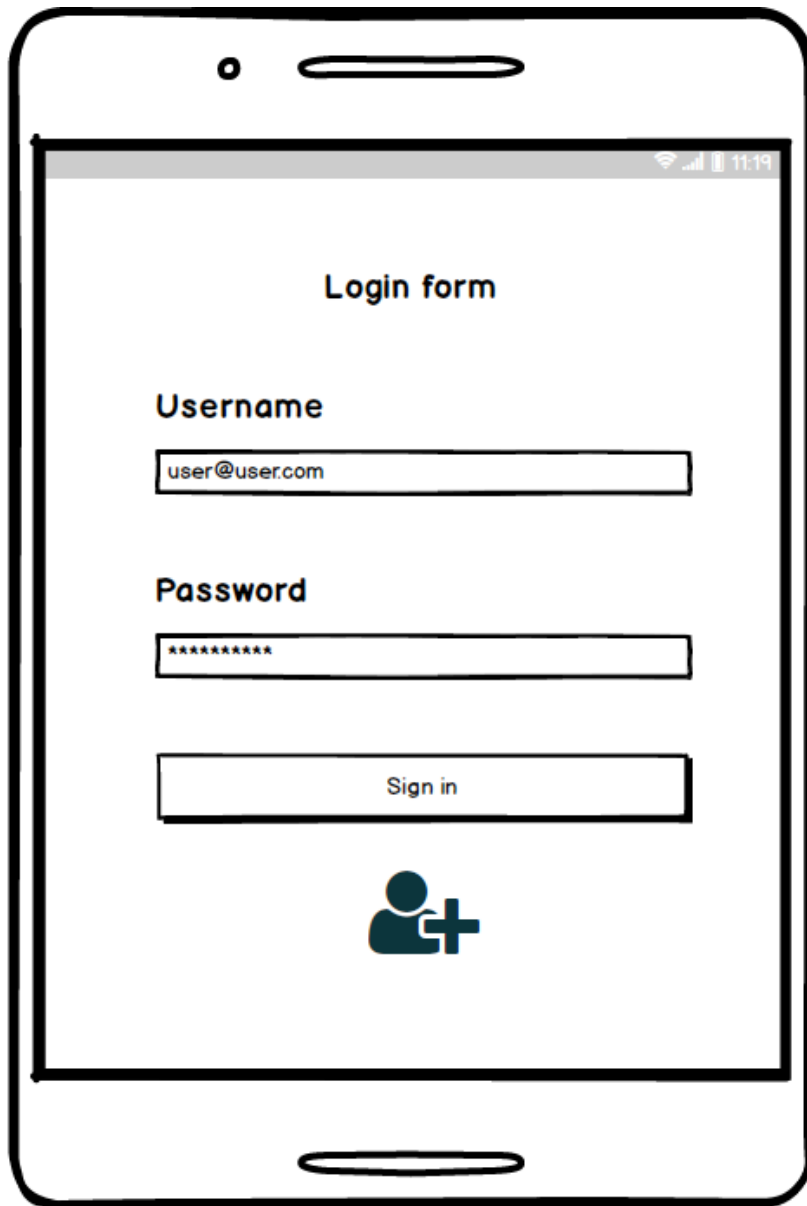 11:19
Login form
Username
user@user.com
Password
**********
Sign in